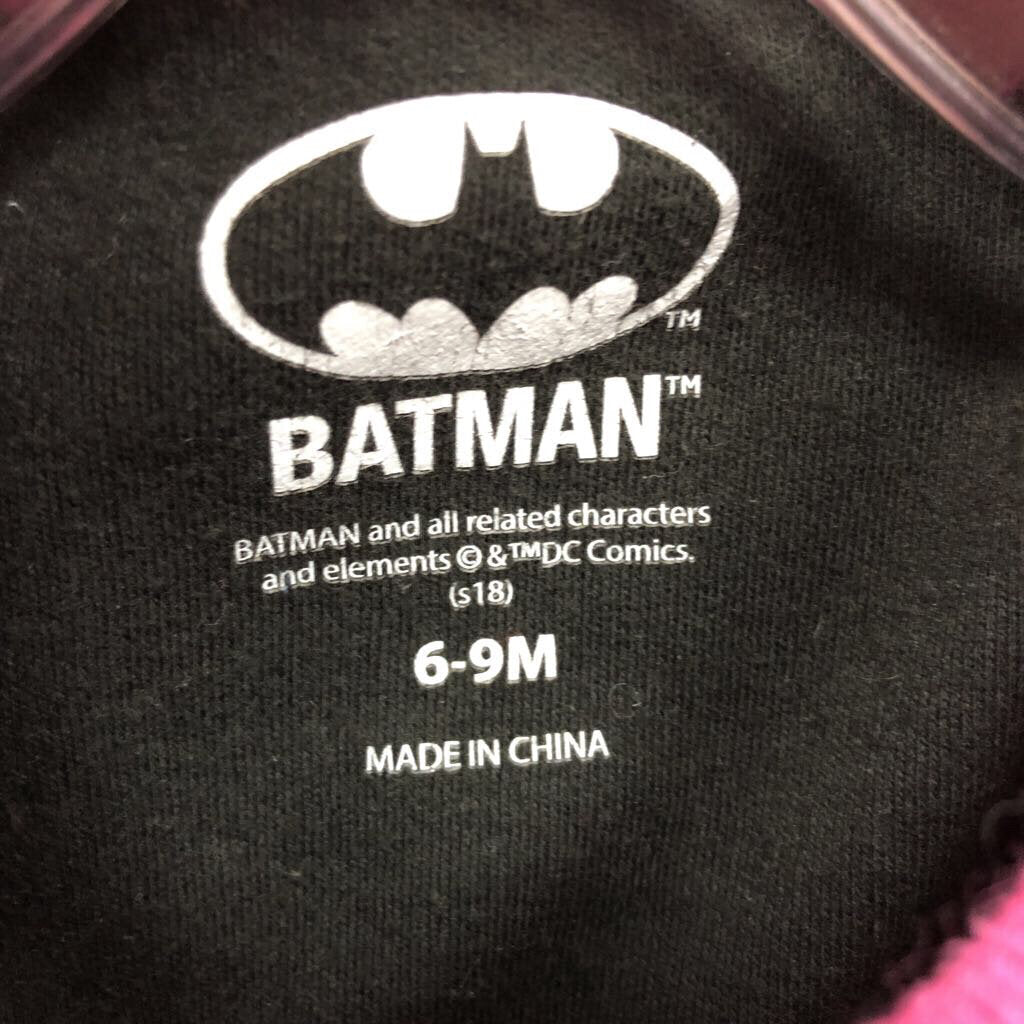 TM
BATMAN™
BATMAN and all related characters
and elements © &™DC Comics.
(s18)
6-9M
MADE IN CHINA